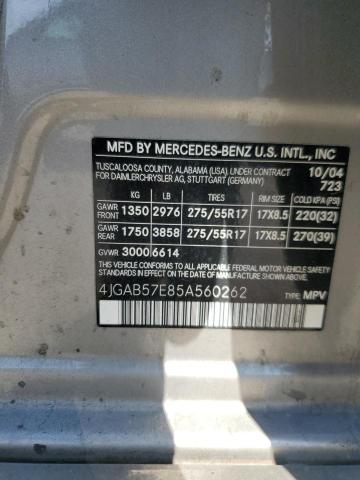 MFD BY MERCEDES-BENZ U.S. INTL., INC
TUSCALOOSA COUNTY, ALABAMA (USA). UNDER CONTRACT 10/04
FOR DAIMLERCHRYSLER AG, STUTTGART (GERMANY) 723
KG LB TIRE SIZE RIM SIZE COLD KPA (PSI)
GAWR FRONT 1350 2976 275/55R17 17X8.5 220(32)
GAWR REAR 1750 3858 275/55R17 17X8.5 270(39)
GVWR 3000 6614
THIS VEHICLE CONFORMS TO ALL APPLICABLE FEDERAL MOTOR VEHICLE
SAFETY STANDARDS IN EFFECT ON THE DATE OF MANUFACTURE SHOWN ABOVE.
4JGAB57E85A560262 TYPE: MPV